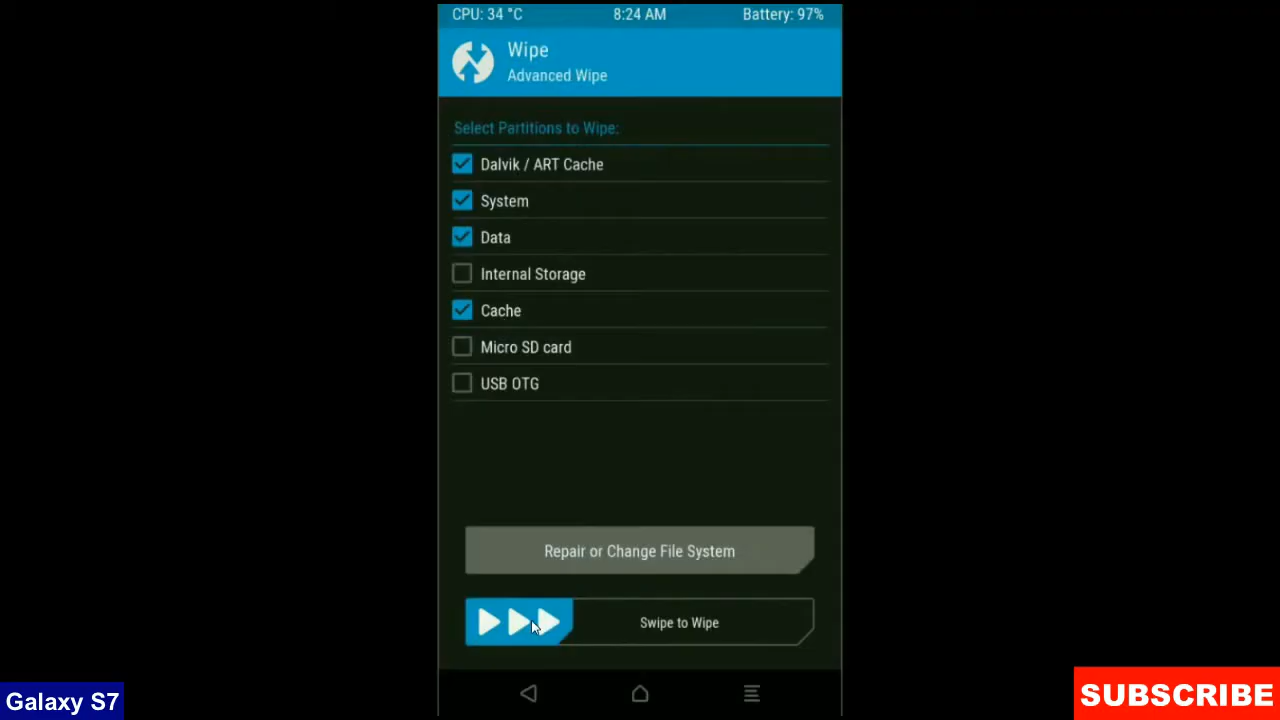 CPU: 34 °C 8:24 AM Battery: 97%
Wipe
Advanced Wipe
Select Partitions to Wipe:
Dalvik / ART Cache
System
Data
Internal Storage
Cache
Micro SD card
USB OTG
Repair or Change File System
Swipe to Wipe
Galaxy S7
SUBSCRIBE